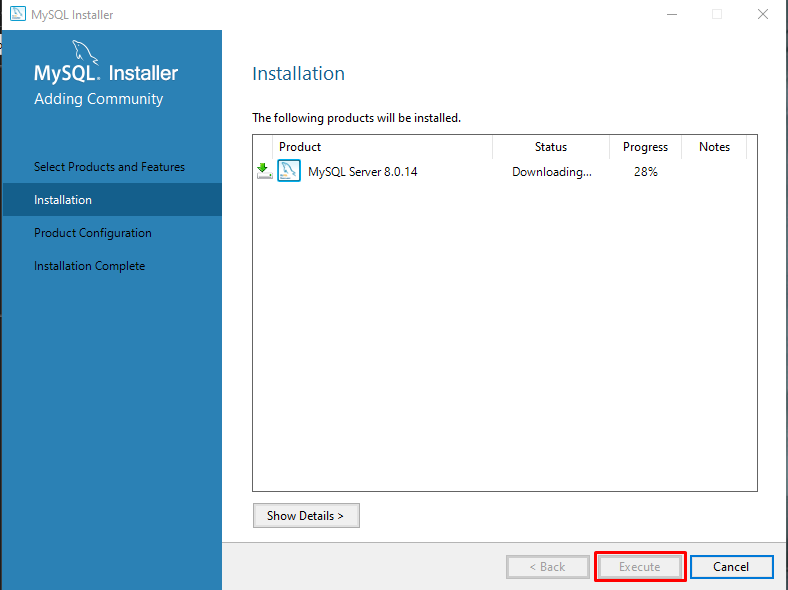 MySQL Installer
MySQL. Installer
Adding Community
Select Products and Features
Installation
Product Configuration
Installation Complete
Installation
The following products will be installed.
Product Status Progress Notes
MySQL Server 8.0.14 Downloading... 28%
Show Details >
< Back Execute Cancel